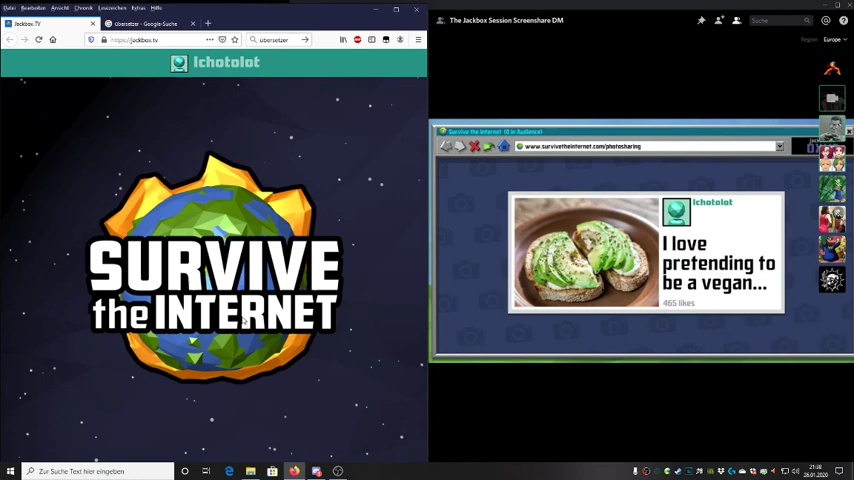 Datei Bearbeiten Ansicht Chronik Lesezeichen Extras Hilfe
Jackbox.TV
übersetzer - Google-Suche
https://jackbox.tv
übersetzer
Ichotolot
SURVIVE
the INTERNET
The Jackbox Session Screenshare DM
Suche
Region
Europe
Survive the Internet (0 in Audience)
www.survivetheinternet.com/photosharing
Ichotolot
I love
pretending to
be a vegan...
465 likes
Zur Suche Text hier eingeben
21:38
26.01.2020